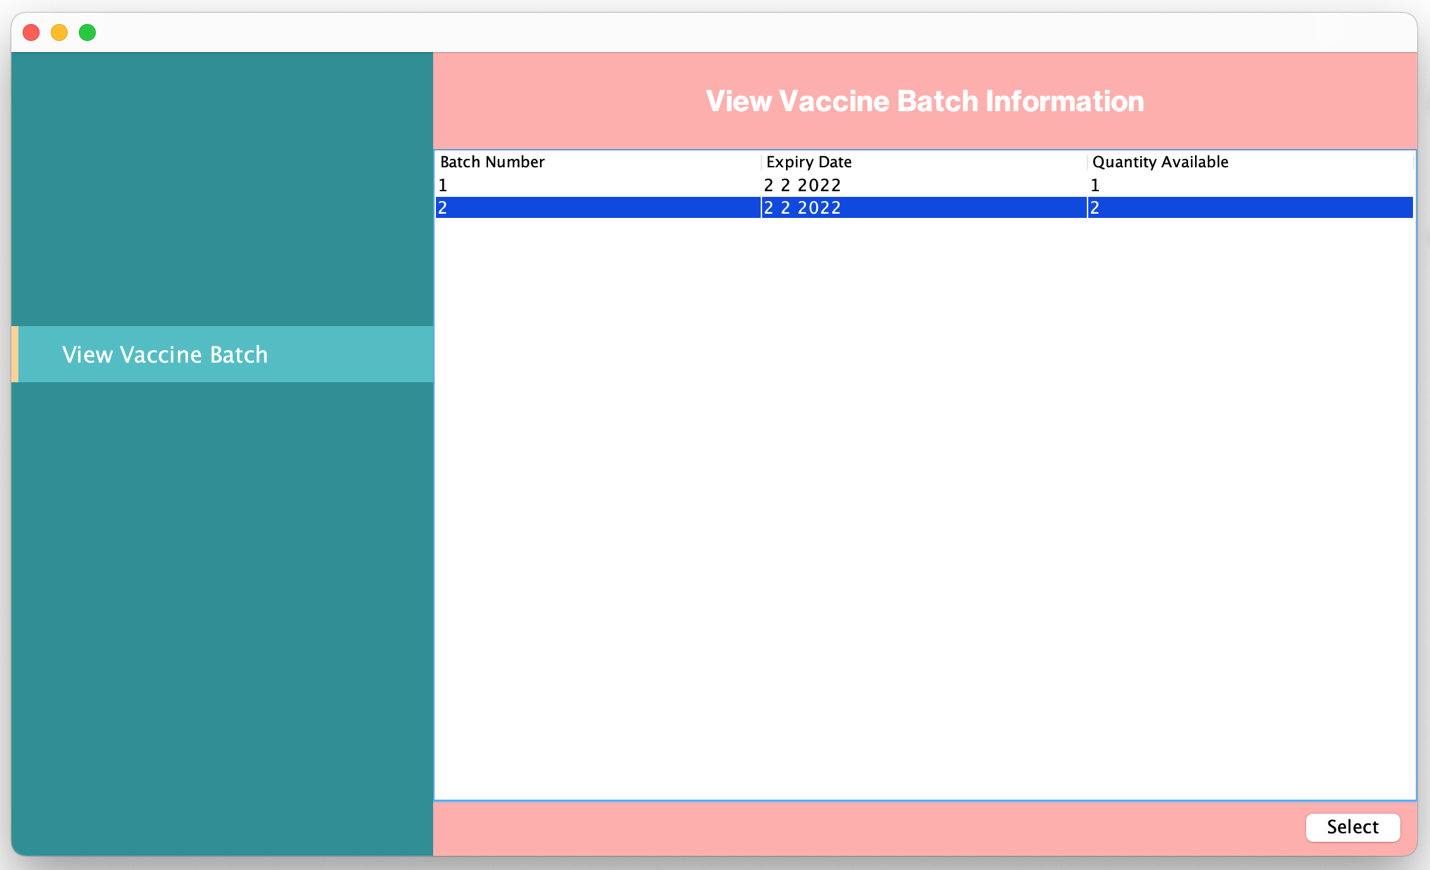 View Vaccine Batch Information
Batch Number Expiry Date Quantity Available
1 2 2 2022 1
2 2 2 2022 2
View Vaccine Batch
Select